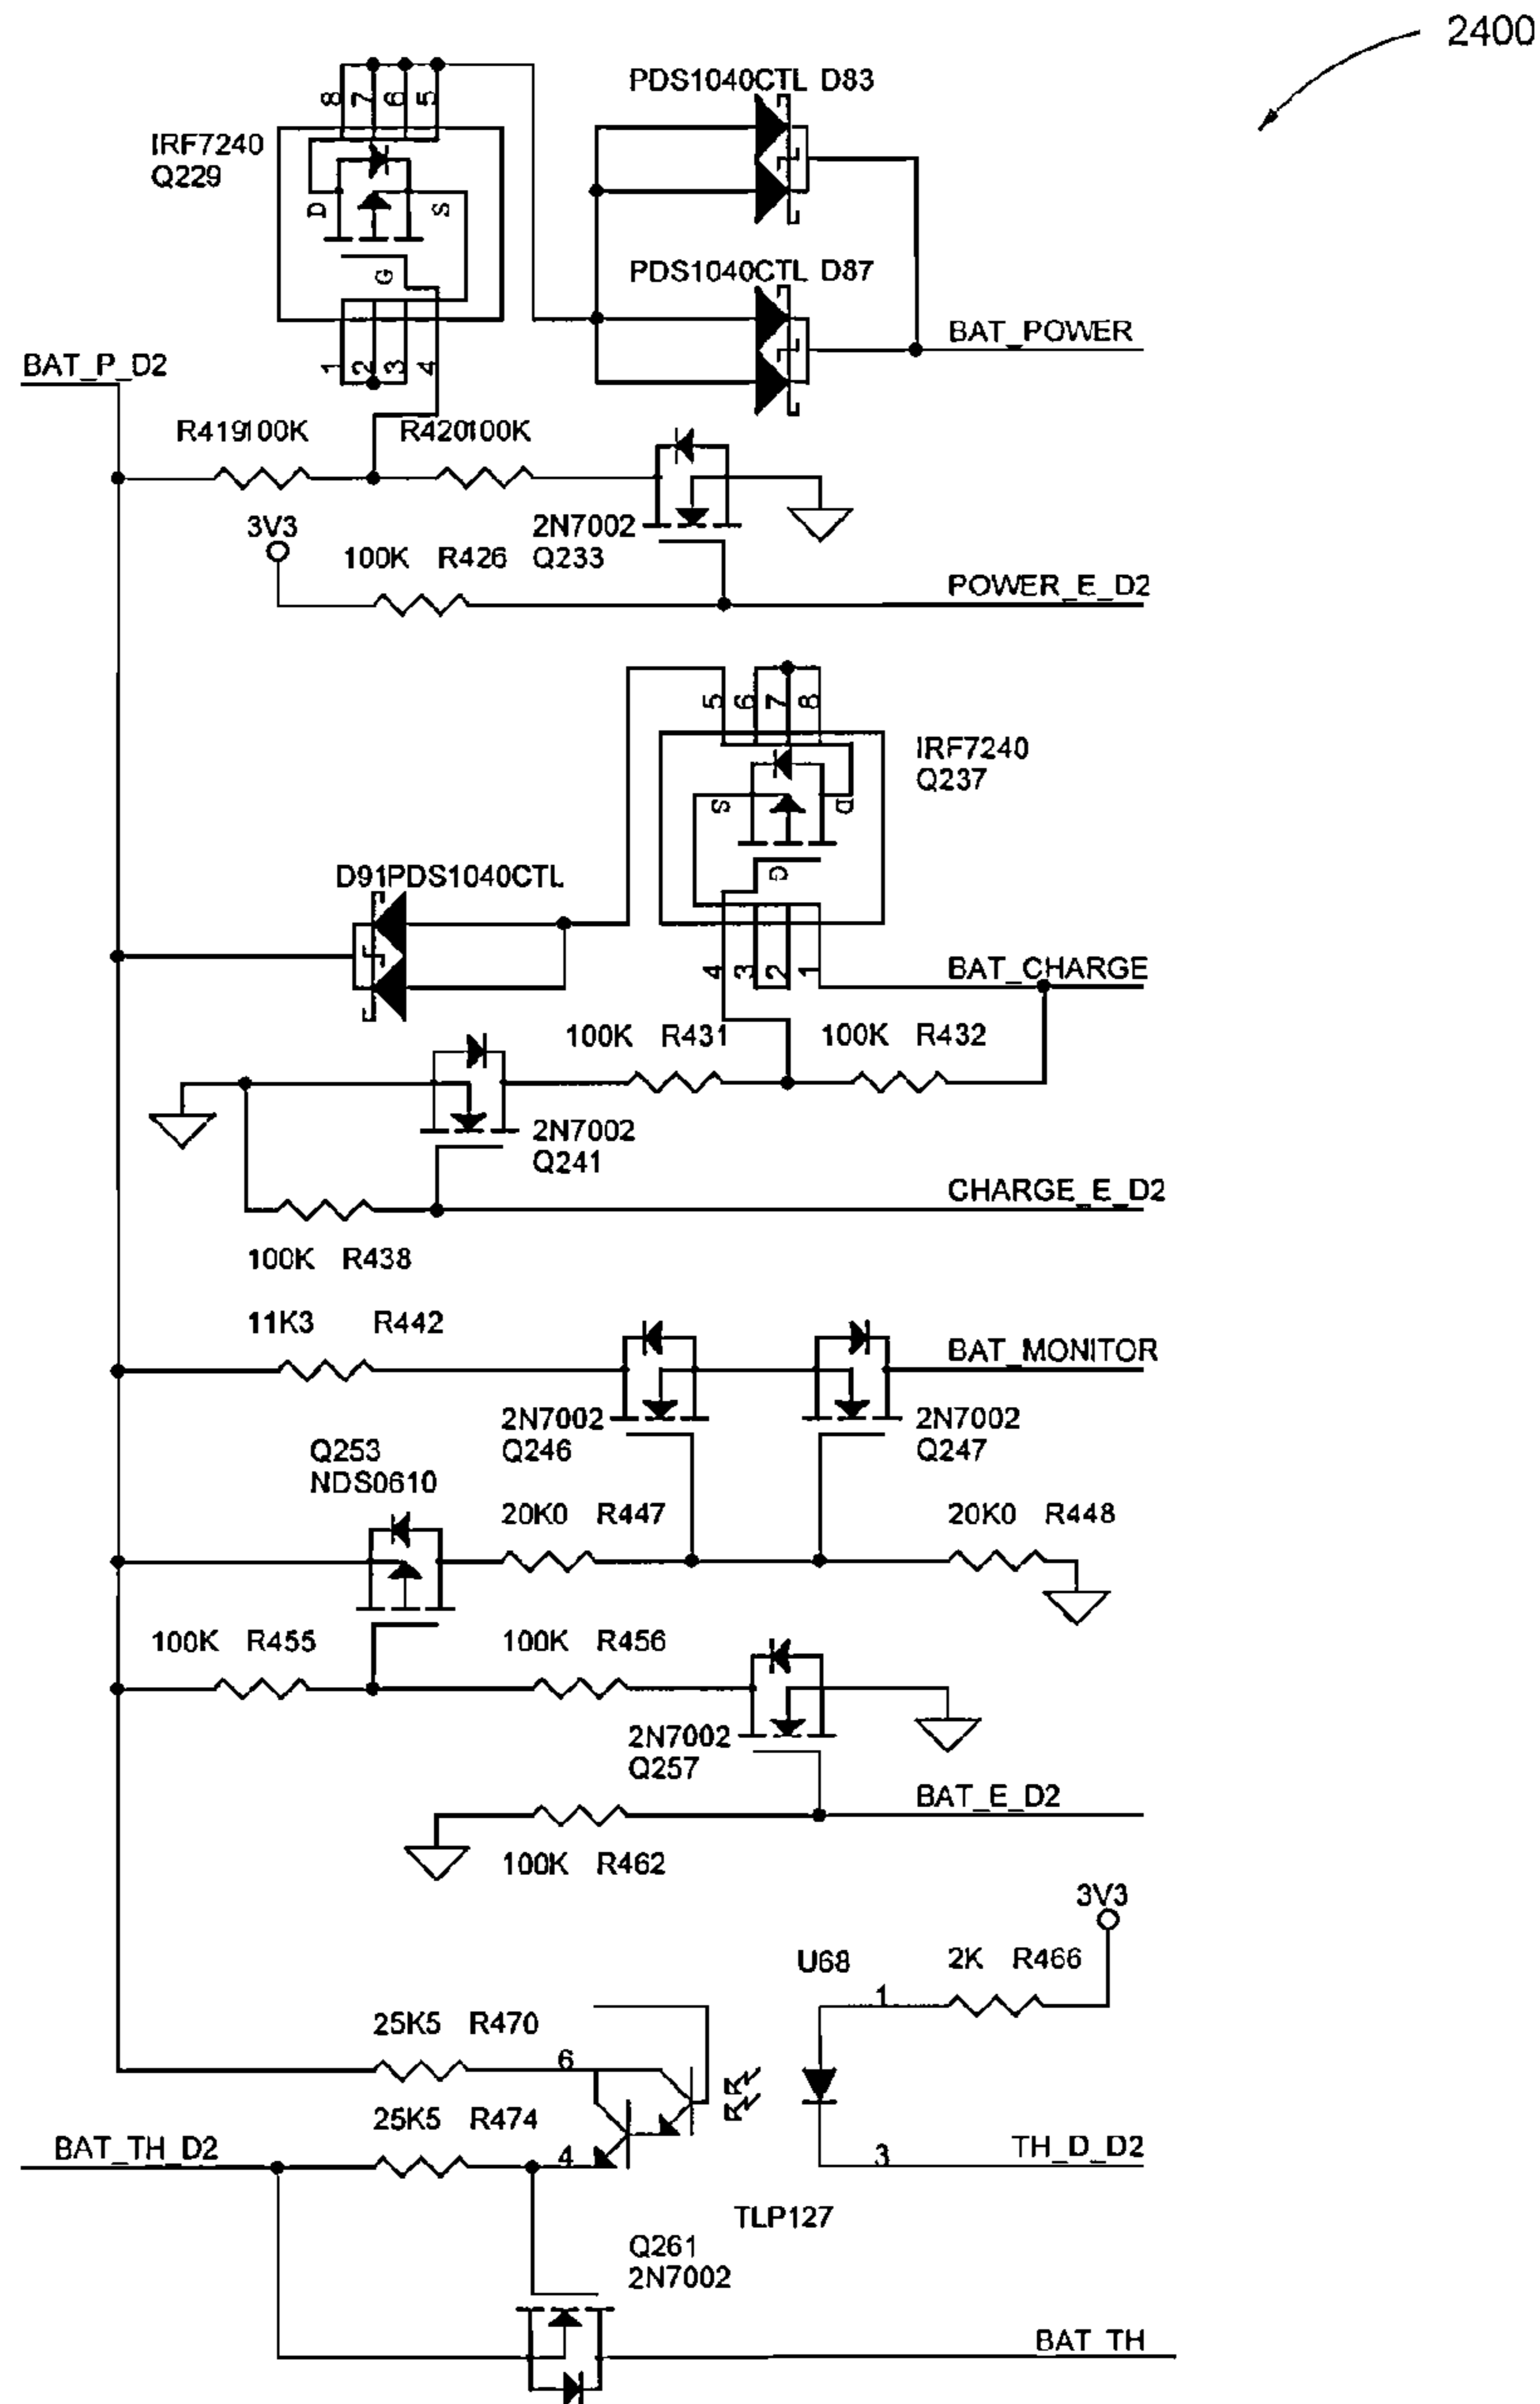 2400
PDS1040CTL D83
8 7 6 5
IRF7240
Q229
D S
G
PDS1040CTL D87
BAT_POWER
1 2 3 4
BAT_P_D2
R419100K R420100K
3V3
2N7002
Q233
100K R426
POWER_E_D2
5 6 7 8
IRF7240
Q237
S D
G
D91PDS1040CTL
4 3 2 1
BAT_CHARGE
100K R431 100K R432
2N7002
Q241
CHARGE_E_D2
100K R438
11K3 R442
BAT_MONITOR
2N7002
Q246
2N7002
Q247
Q253
NDS0610
20K0 R447 20K0 R448
100K R455 100K R456
2N7002
Q257
BAT_E_D2
100K R462
3V3
U68 2K R466
1
25K5 R470
6
25K5 R474
BAT_TH_D2
4 3
TH_D_D2
TLP127
Q261
2N7002
BAT_TH